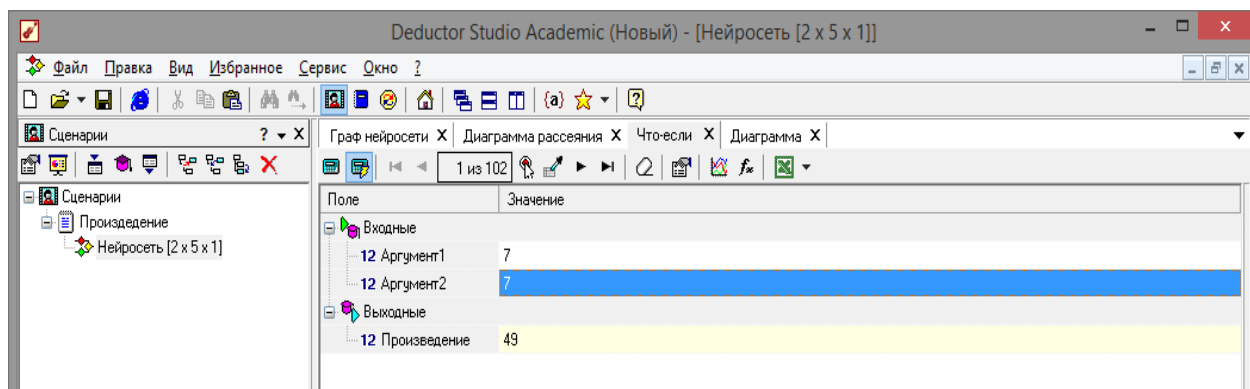 Deductor Studio Academic (Новый) - [Нейросеть [2 x 5 x 1]]
Файл Правка Вид Избранное Сервис Окно ?
{a} ?
Сценарии ? X
Граф нейросети X Диаграмма рассеяния X Что-если X Диаграмма X
1 из 102 fx
Сценарии
Произдедение
Нейросеть [2 x 5 x 1]
Поле Значение
Входные
12 Аргумент1 7
12 Аргумент2 7
Выходные
12 Произведение 49